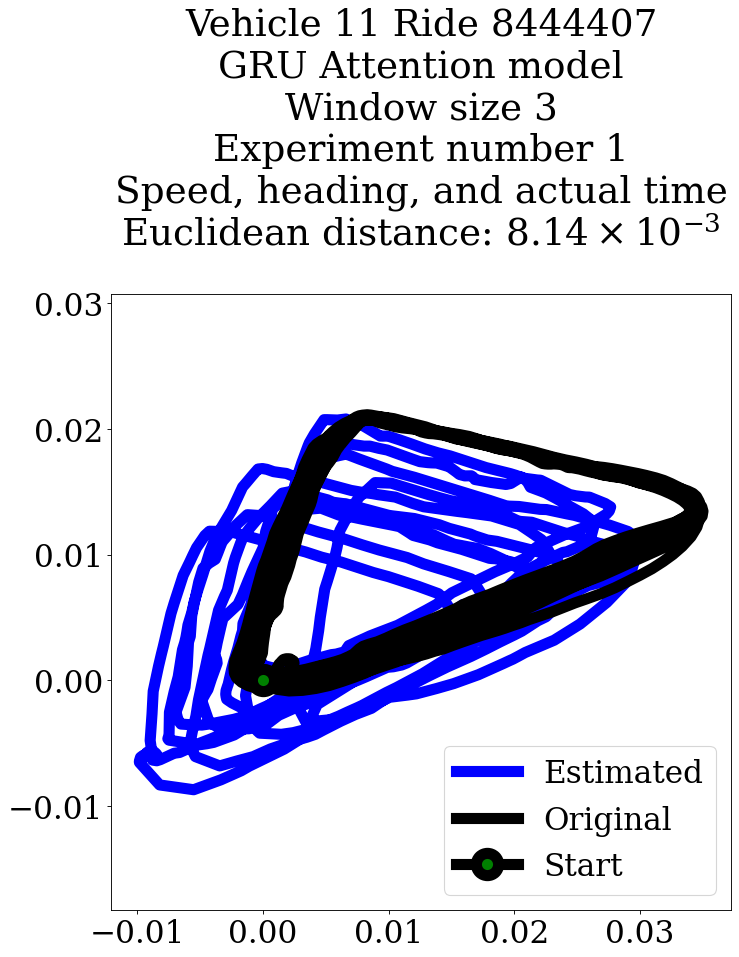 Vehicle 11 Ride 8444407
GRU Attention model
Window size 3
Experiment number 1
Speed, heading, and actual time
Euclidean distance: 8.14 × 10⁻³
0.03
0.02
0.01
0.00
−0.01
Estimated
Original
Start
−0.01 0.00 0.01 0.02 0.03